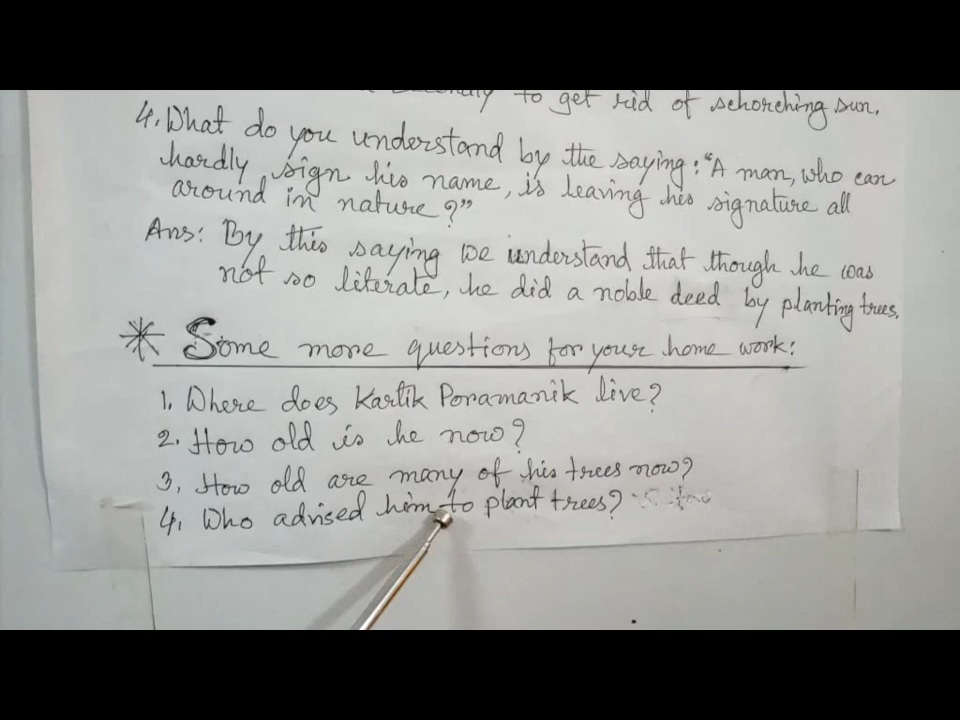 to get rid of schorching sun.
4. What do you understand by the saying: "A man, who can
hardly sign his name, is leaving his signature all
around in nature?"
Ans: By this saying we understand that though he was
not so literate, he did a noble deed by planting trees.
* Some more questions for your home work:
1. Where does Kartik Poramanik live?
2. How old is he now?
3. How old are many of his trees now?
4. Who advised him to plant trees?